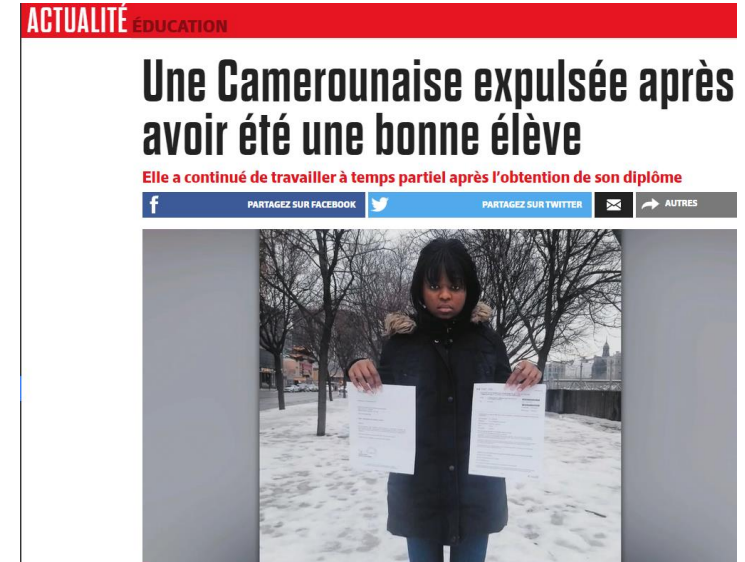 ACTUALITÉ ÉDUCATION
Une Camerounaise expulsée après
avoir été une bonne élève
Elle a continué de travailler à temps partiel après l’obtention de son diplôme
f PARTAGEZ SUR FACEBOOK PARTAGEZ SUR TWITTER AUTRES